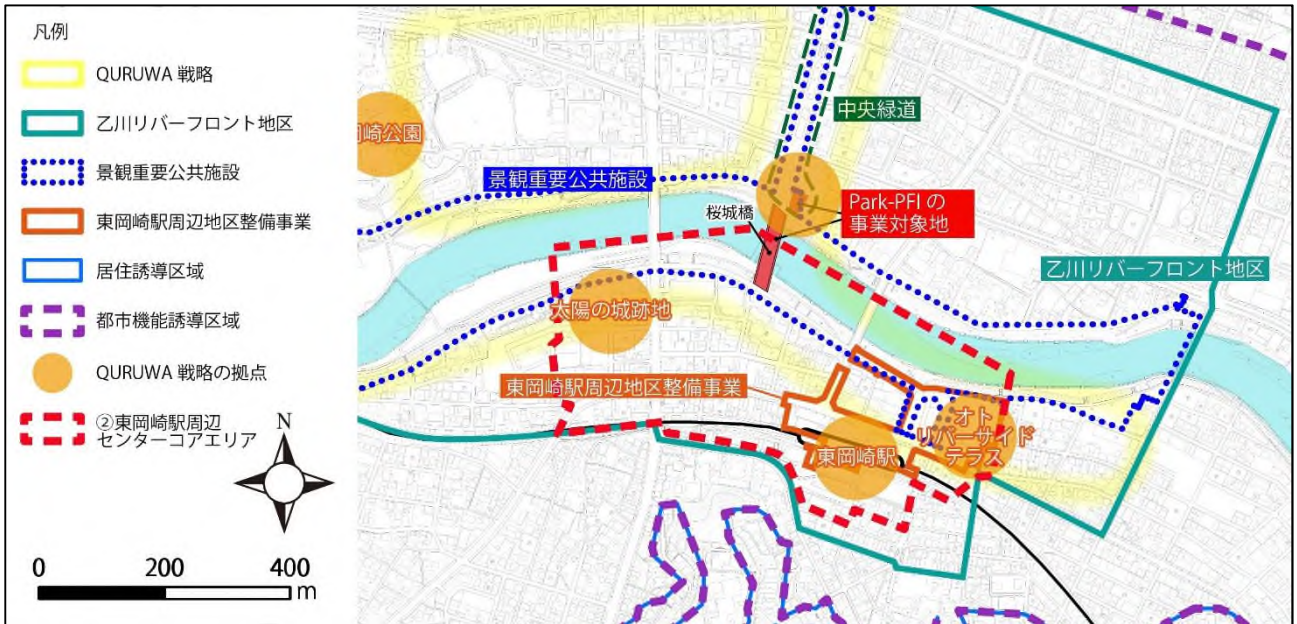 凡例
QURUWA 戦略
乙川リバーフロント地区
景観重要公共施設
東岡崎駅周辺地区整備事業
居住誘導区域
都市機能誘導区域
QURUWA 戦略の拠点
②東岡崎駅周辺
センターコアエリア
N
0 200 400
m
中央緑道
岡崎公園
景観重要公共施設
桜城橋
Park-PFI の
事業対象地
乙川リバーフロント地区
太陽の城跡地
東岡崎駅周辺地区整備事業
オト
リバーサイド
テラス
東岡崎駅